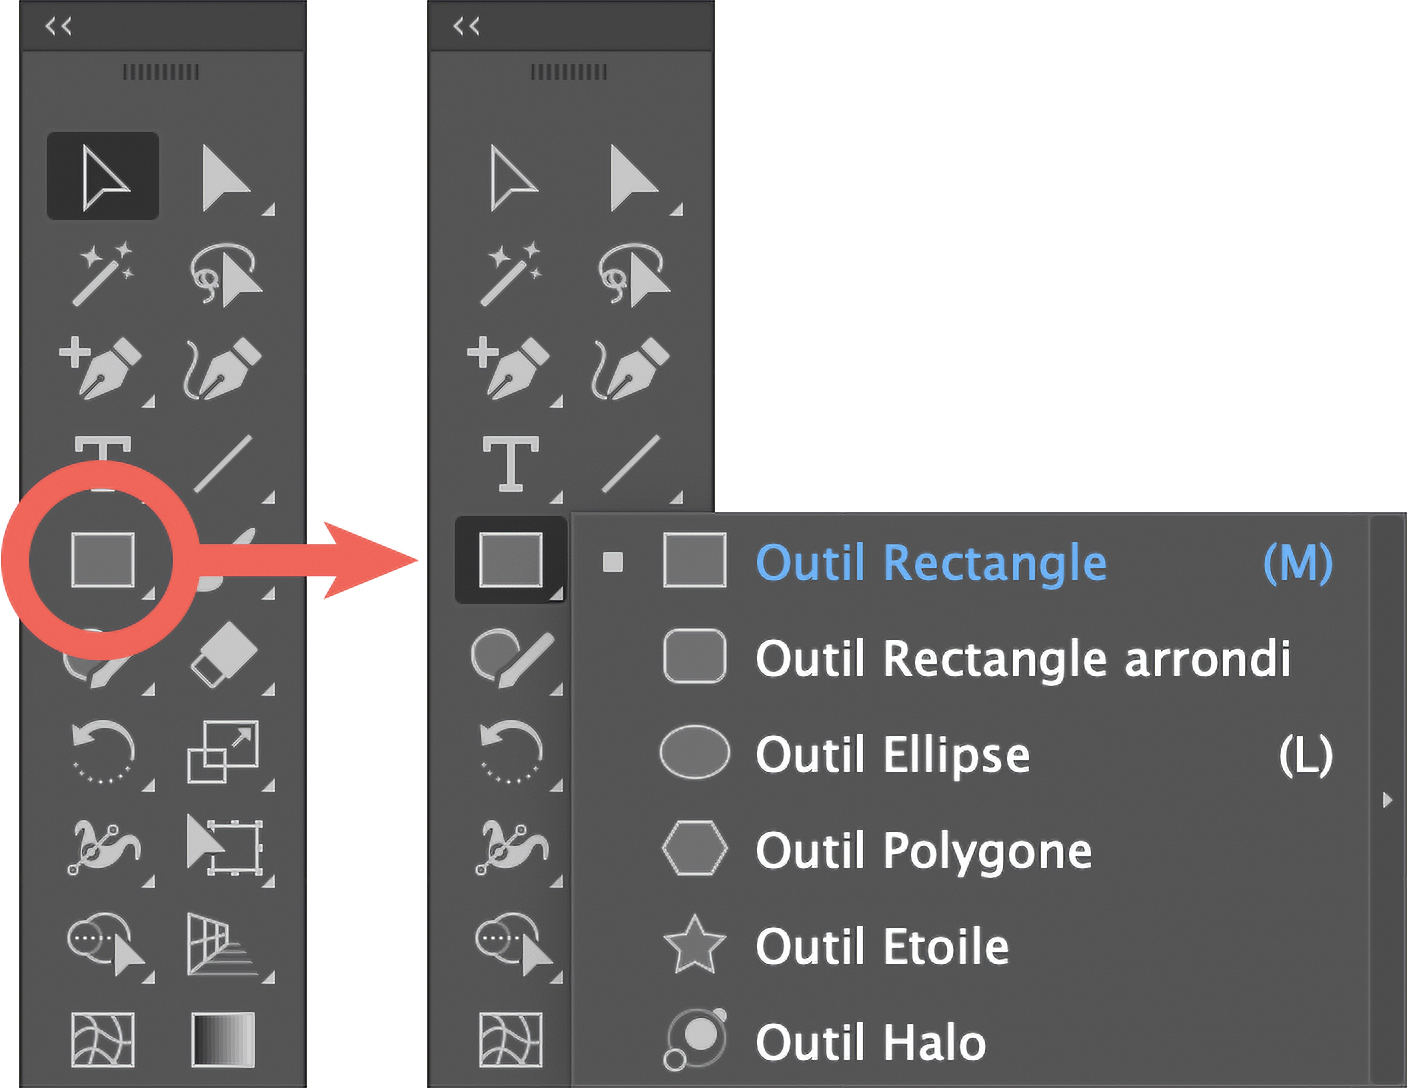 Outil Rectangle (M)
Outil Rectangle arrondi
Outil Ellipse (L)
Outil Polygone
Outil Etoile
Outil Halo